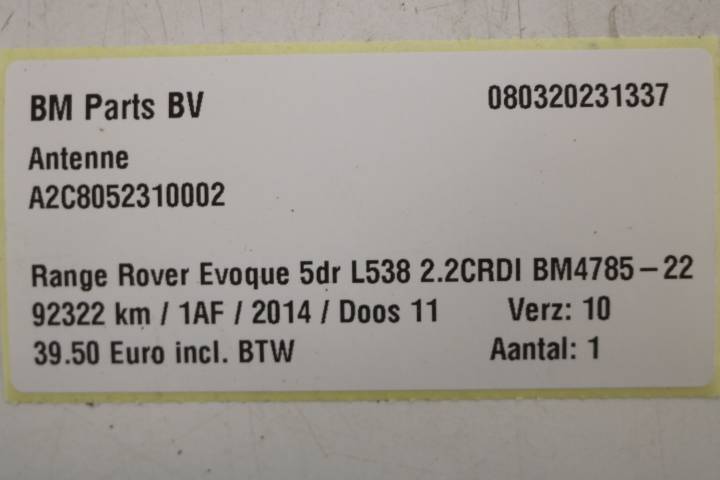 BM Parts BV 080320231337
Antenne
A2C8052310002
Range Rover Evoque 5dr L538 2.2CRDI BM4785-22
92322 km / 1AF / 2014 / Doos 11 Verz: 10
39.50 Euro incl. BTW Aantal: 1